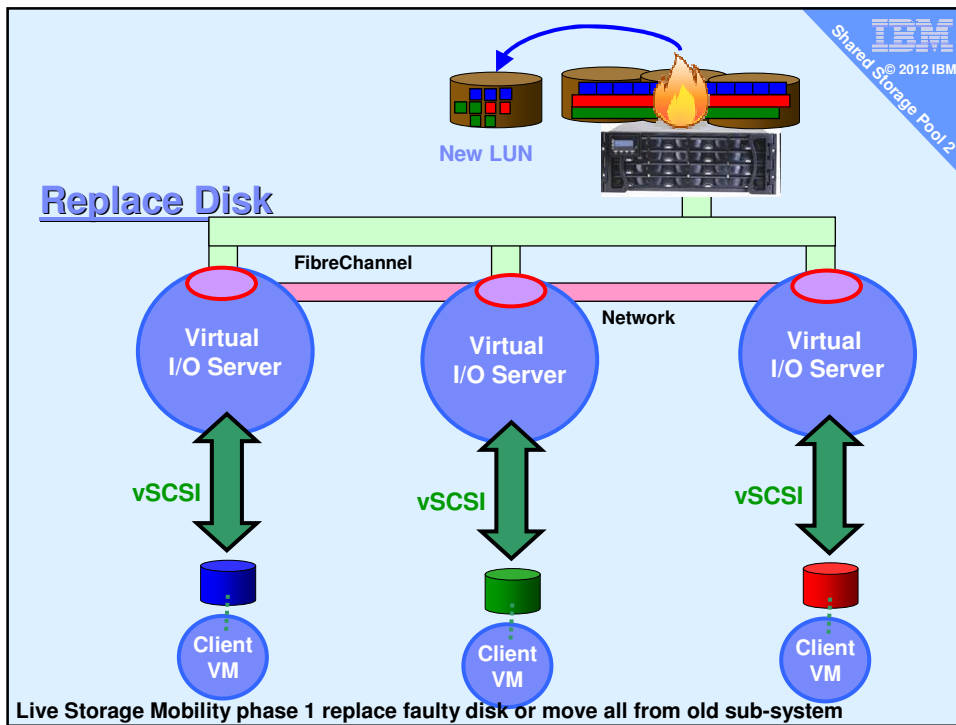 IBM
© 2012 IBM
Shared Storage Pool 2
New LUN
Replace Disk
FibreChannel
Network
Virtual
I/O Server
Virtual
I/O Server
Virtual
I/O Server
vSCSI
vSCSI
vSCSI
Client
VM
Client
VM
Client
VM
Live Storage Mobility phase 1 replace faulty disk or move all from old sub-system